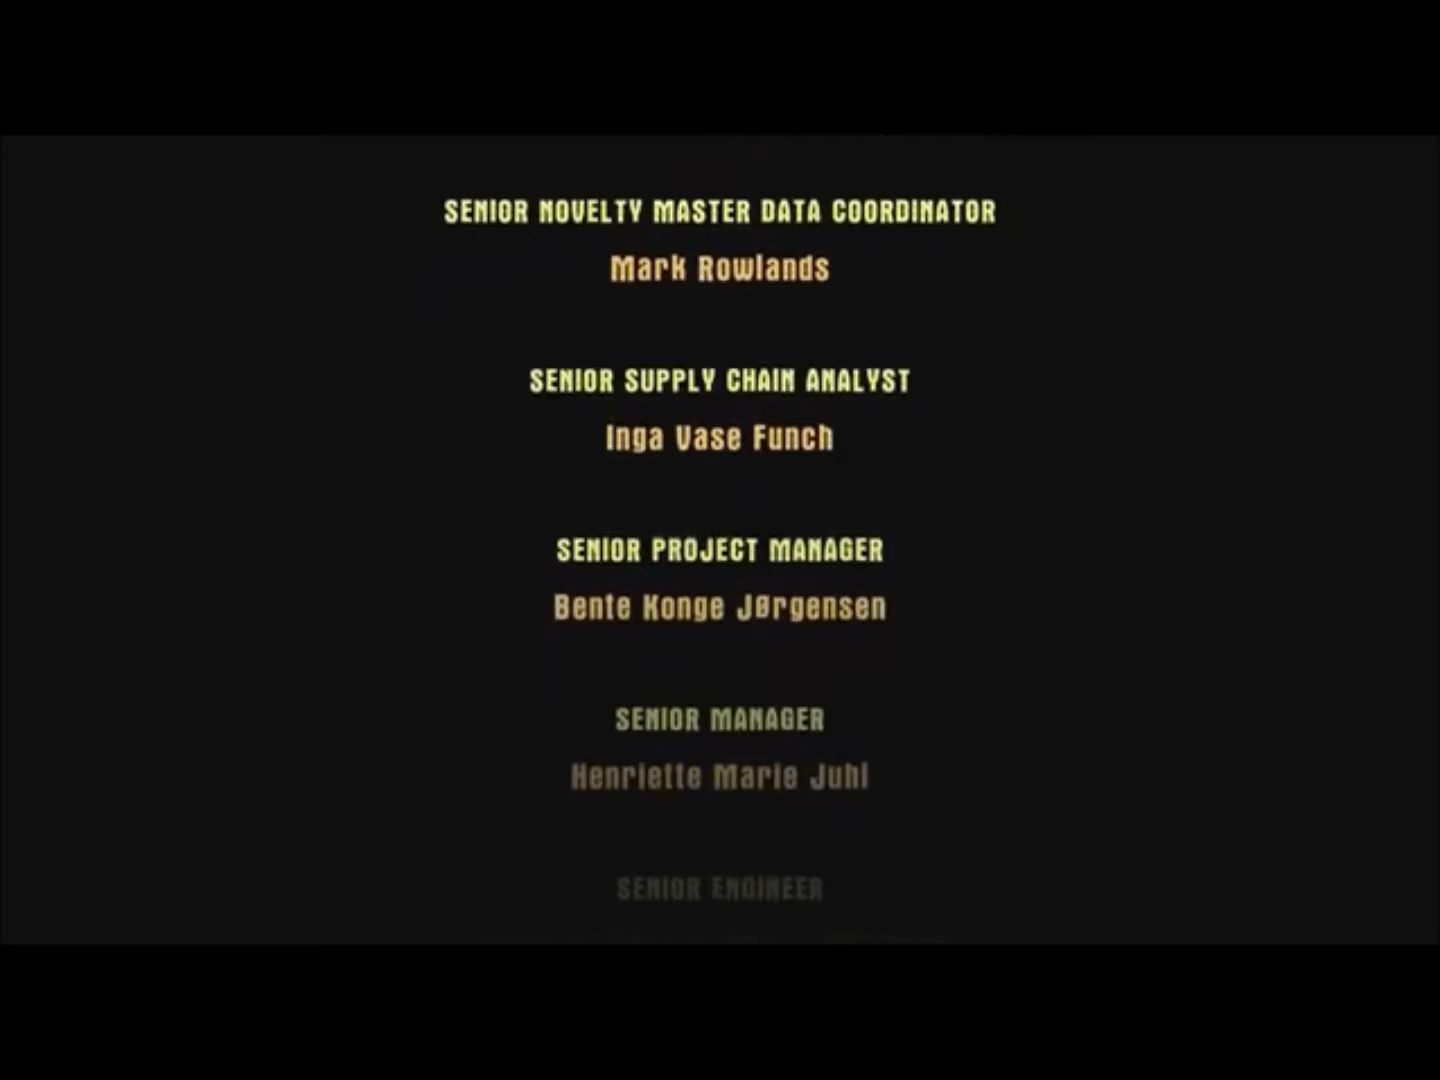 SENIOR NOVELTY MASTER DATA COORDINATOR
Mark Rowlands
SENIOR SUPPLY CHAIN ANALYST
Inga Vase Funch
SENIOR PROJECT MANAGER
Bente Konge Jørgensen
SENIOR MANAGER
Henriette Marie Juhl
SENIOR ENGINEER